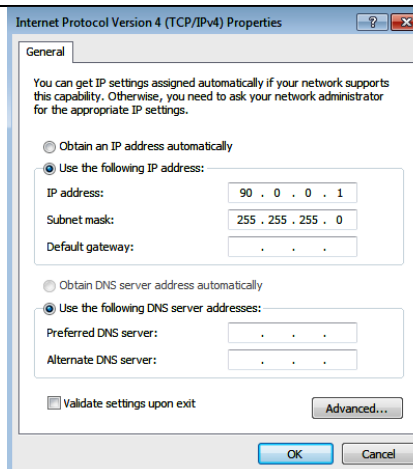 Internet Protocol Version 4 (TCP/IPv4) Properties
? X
General
You can get IP settings assigned automatically if your network supports
this capability. Otherwise, you need to ask your network administrator
for the appropriate IP settings.
Obtain an IP address automatically
Use the following IP address:
IP address: 90 . 0 . 0 . 1
Subnet mask: 255 . 255 . 255 . 0
Default gateway: . . .
Obtain DNS server address automatically
Use the following DNS server addresses:
Preferred DNS server: . . .
Alternate DNS server: . . .
Validate settings upon exit
Advanced...
OK Cancel